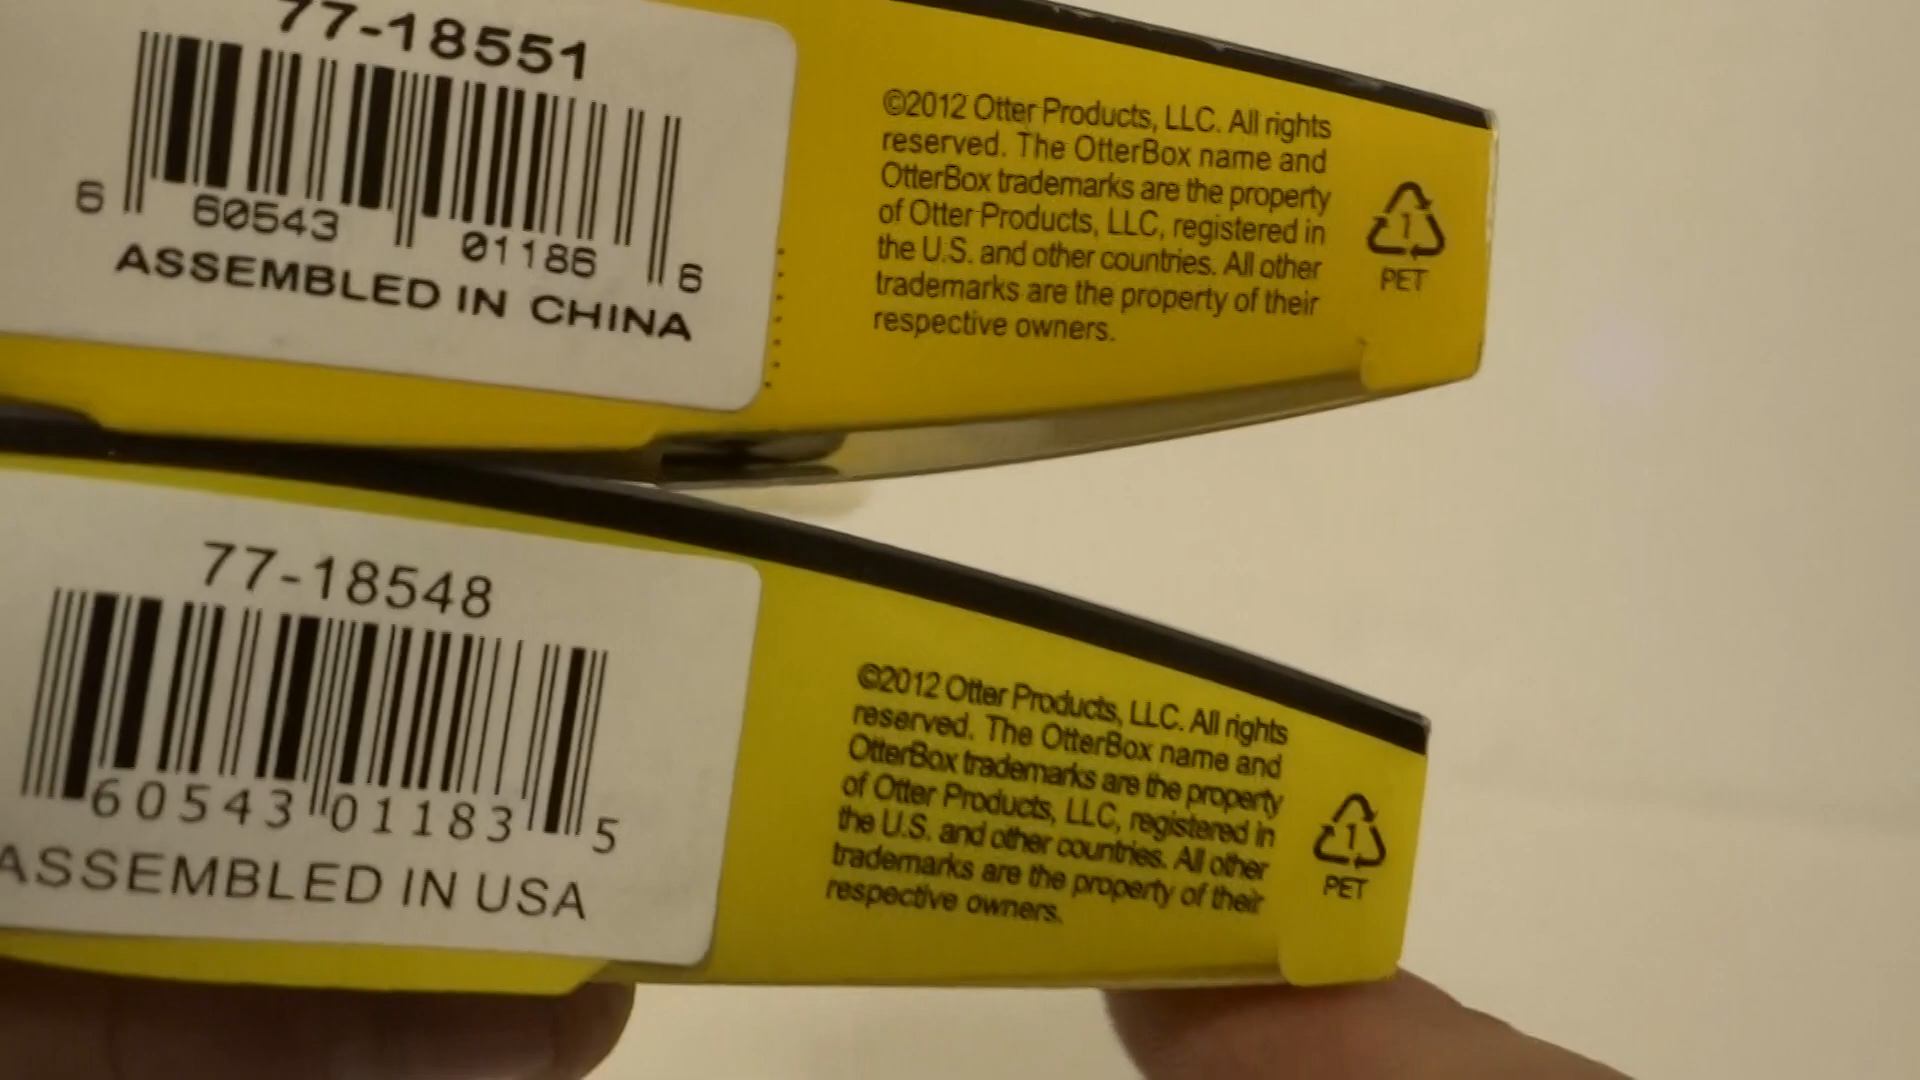 77-18551
6 60543 01186 6
ASSEMBLED IN CHINA
©2012 Otter Products, LLC. All rights
reserved. The OtterBox name and
OtterBox trademarks are the property
of Otter Products, LLC, registered in
the U.S. and other countries. All other
trademarks are the property of their
respective owners.
1
PET
77-18548
60543 01183 5
ASSEMBLED IN USA
©2012 Otter Products, LLC. All rights
reserved. The OtterBox name and
OtterBox trademarks are the property
of Otter Products, LLC, registered in
the U.S. and other countries. All other
trademarks are the property of their
respective owners.
1
PET